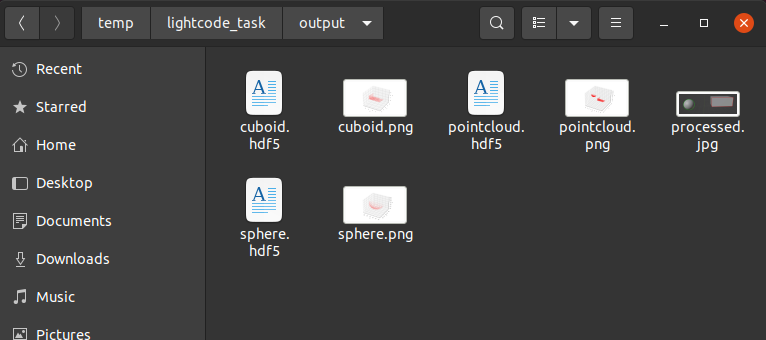 temp lightcode_task output
Recent
Starred
Home
Desktop
Documents
Downloads
Music
Pictures
cuboid.
hdf5
cuboid.png
pointcloud.
hdf5
pointcloud.
png
processed.
jpg
sphere.
hdf5
sphere.png